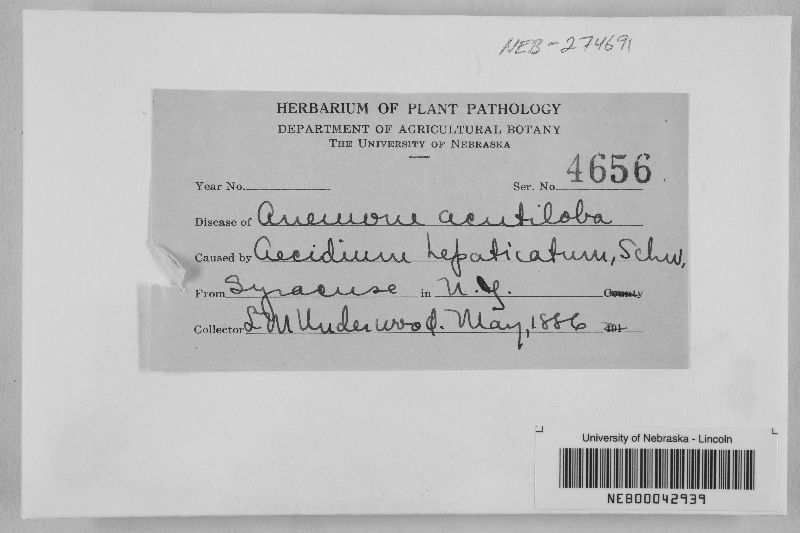 NEB-274691
HERBARIUM OF PLANT PATHOLOGY
DEPARTMENT OF AGRICULTURAL BOTANY
THE UNIVERSITY OF NEBRASKA
Year No. Ser. No. 4656
Disease of Anemone acutiloba
Caused by Aecidium hepaticatum, Schw,
From Syracuse in N.Y. County
Collector L M Underwood. May, 1886 191
University of Nebraska - Lincoln
NEB00042939